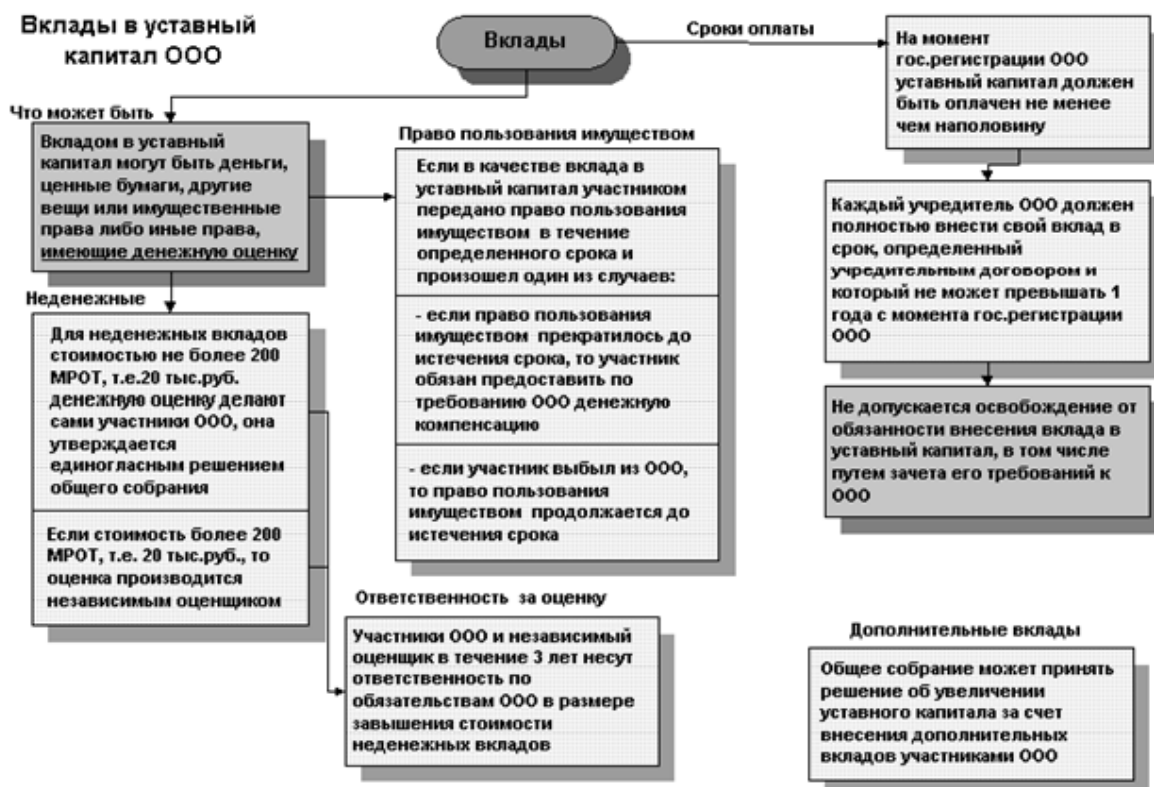 Вклады в уставный
капитал ООО
Вклады
Сроки оплаты
На момент
гос.регистрации ООО
уставный капитал должен
быть оплачен не менее
чем наполовину
Что может быть
Вкладом в уставный
капитал могут быть деньги,
ценные бумаги, другие
вещи или имущественные
права либо иные права,
имеющие денежную оценку
Право пользования имуществом
Если в качестве вклада в
уставный капитал участником
передано право пользования
имуществом в течение
определенного срока и
произошел один из случаев:
- если право пользования
имуществом прекратилось до
истечения срока, то участник
обязан предоставить по
требованию ООО денежную
компенсацию
- если участник выбыл из ООО,
то право пользования
имуществом продолжается до
истечения срока
Каждый учредитель ООО должен
полностью внести свой вклад в
срок, определенный
учредительным договором и
который не может превышать 1
года с момента гос.регистрации
ООО
Не допускается освобождение от
обязанности внесения вклада в
уставный капитал, в том числе
путем зачета его требований к
ООО
Неденежные
Для неденежных вкладов
стоимостью не более 200
МРОТ, т.е.20 тыс.руб.
денежную оценку делают
сами участники ООО, она
утверждается
единогласным решением
общего собрания
Если стоимость более 200
МРОТ, т.е. 20 тыс.руб., то
оценка производится
независимым оценщиком
Ответственность за оценку
Участники ООО и независимый
оценщик в течение 3 лет несут
ответственность по
обязательствам ООО в размере
завышения стоимости
неденежных вкладов
Дополнительные вклады
Общее собрание может принять
решение об увеличении
уставного капитала за счет
внесения дополнительных
вкладов участниками ООО